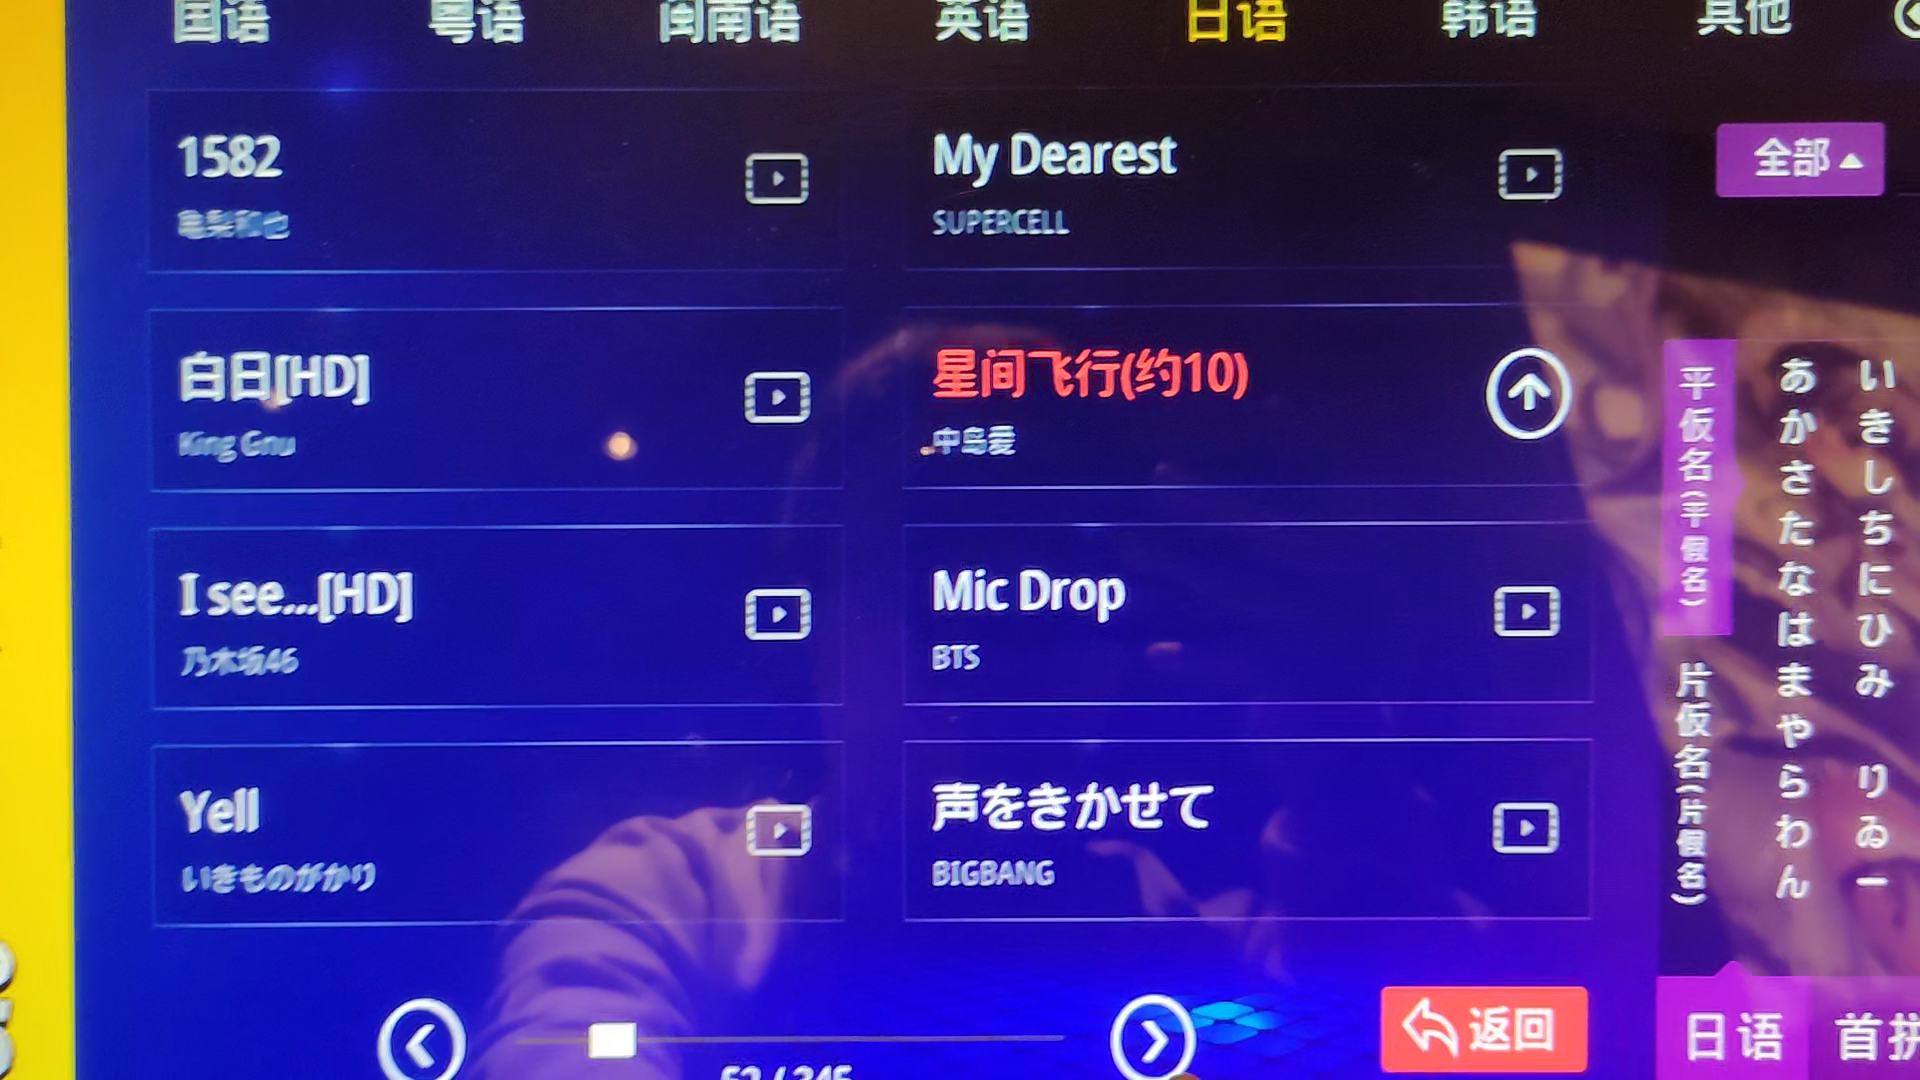 国语 粤语 闽南语 英语 日语 韩语 其他
1582
亀梨和也
My Dearest
SUPERCELL
全部
白日[HD]
King Gnu
星间飞行(约10)
中岛爱
I see...[HD]
乃木坂46
Mic Drop
BTS
Yell
いきものがかり
声をきかせて
BIGBANG
平仮名(平假名)
片仮名(片假名)
あかさたなはまやらわん
いきしちにひみ りゐー
52 / 345
返回
日语
首拼